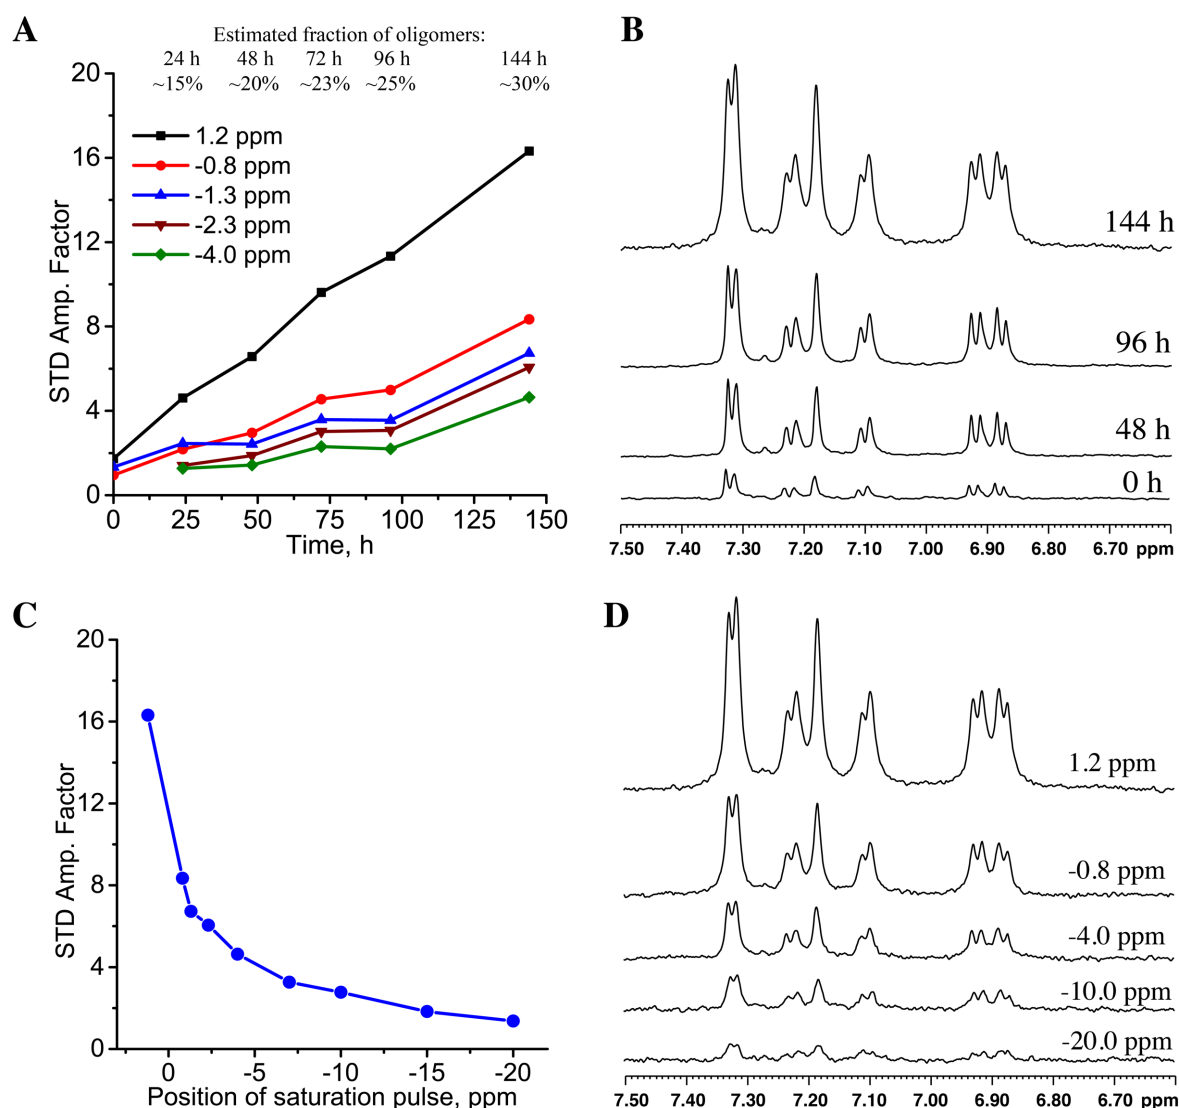 A
Estimated fraction of oligomers:
24 h 48 h 72 h 96 h 144 h
~15% ~20% ~23% ~25% ~30%
20
16
12
8
4
0
STD Amp. Factor
1.2 ppm
-0.8 ppm
-1.3 ppm
-2.3 ppm
-4.0 ppm
0 25 50 75 100 125 150
Time, h
B
144 h
96 h
48 h
0 h
7.50 7.40 7.30 7.20 7.10 7.00 6.90 6.80 6.70 ppm
C
20
16
12
8
4
0
STD Amp. Factor
0 -5 -10 -15 -20
Position of saturation pulse, ppm
D
1.2 ppm
-0.8 ppm
-4.0 ppm
-10.0 ppm
-20.0 ppm
7.50 7.40 7.30 7.20 7.10 7.00 6.90 6.80 6.70 ppm